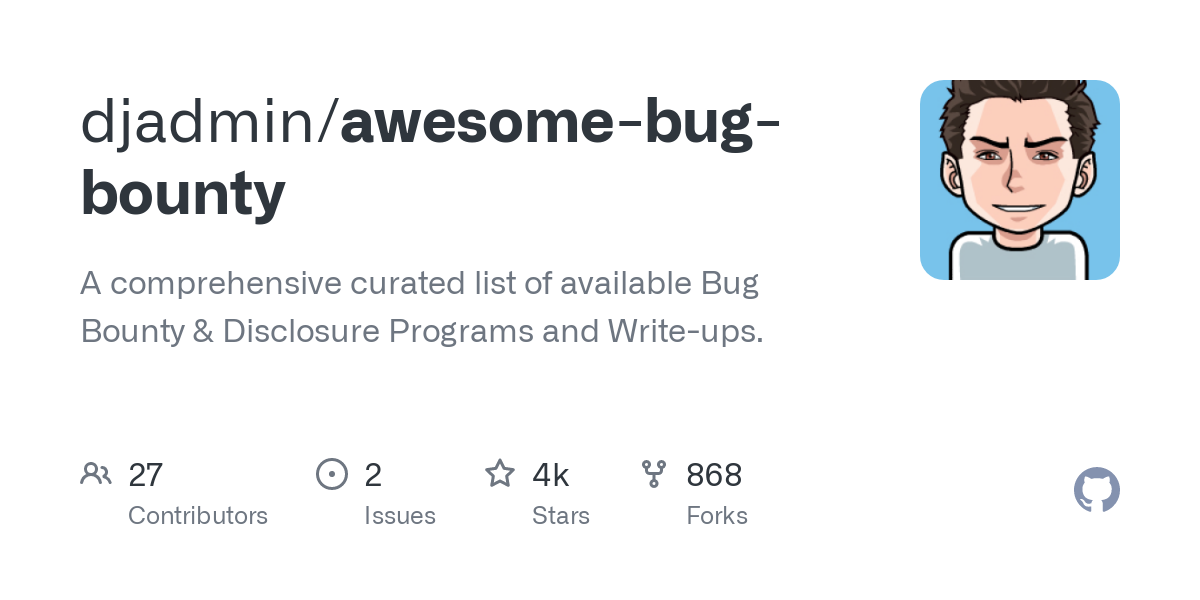 djadmin/awesome-bug-
bounty
A comprehensive curated list of available Bug
Bounty & Disclosure Programs and Write-ups.
27 2 4k 868
Contributors Issues Stars Forks